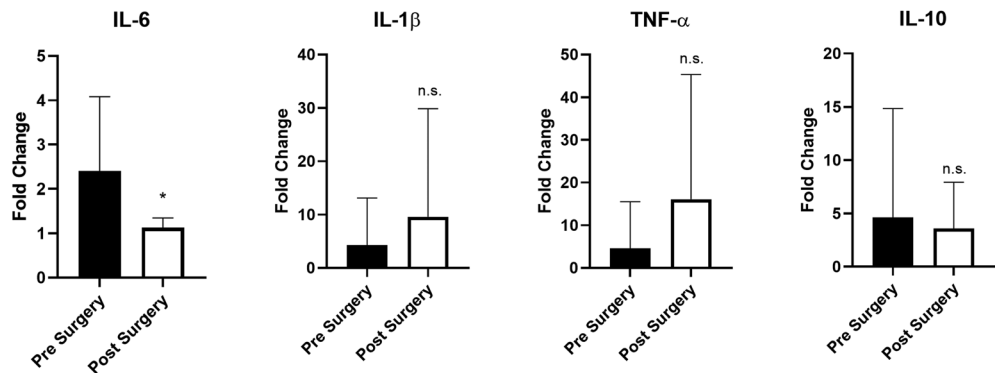 IL-6
Fold Change
5
4
3
2
1
0
*
Pre Surgery
Post Surgery
IL-1β
Fold Change
40
30
20
10
0
n.s.
Pre Surgery
Post Surgery
TNF-α
Fold Change
50
40
30
20
10
0
n.s.
Pre Surgery
Post Surgery
IL-10
Fold Change
20
15
10
5
0
n.s.
Pre Surgery
Post Surgery